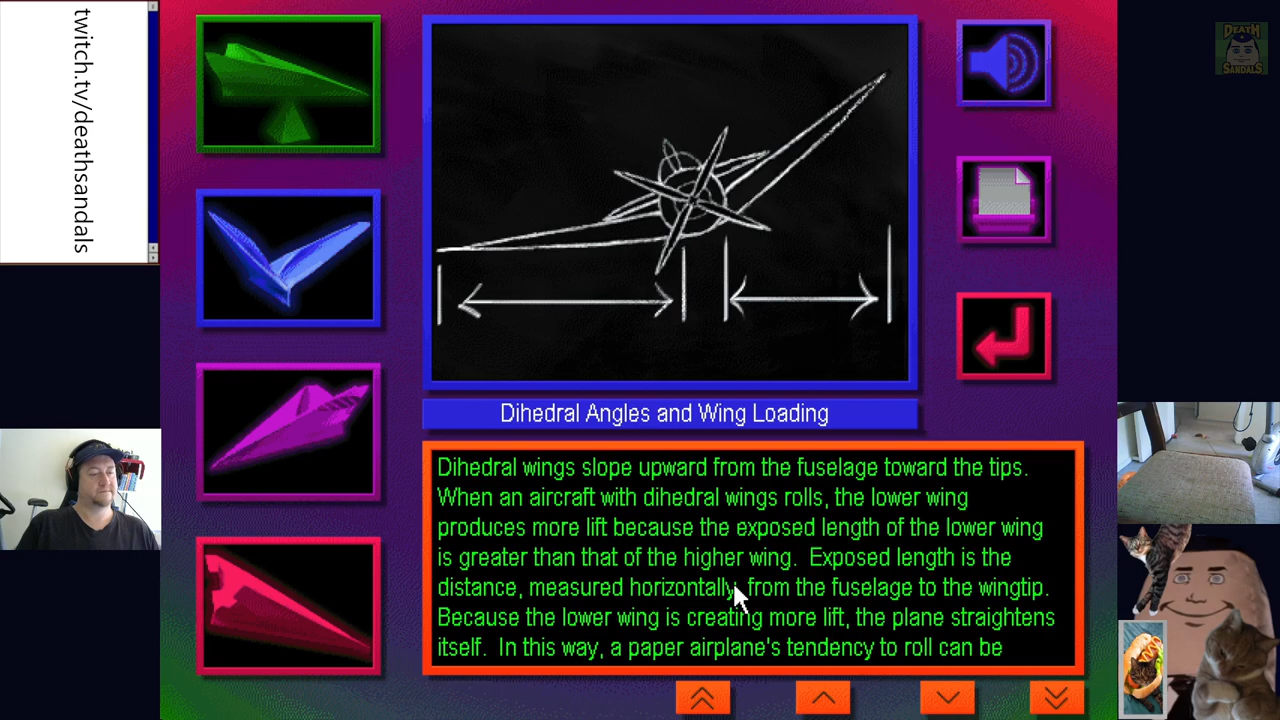 twitch.tv/deathsandals
DEATH
SANDALS
Dihedral Angles and Wing Loading
Dihedral wings slope upward from the fuselage toward the tips.
When an aircraft with dihedral wings rolls, the lower wing
produces more lift because the exposed length of the lower wing
is greater than that of the higher wing.  Exposed length is the
distance, measured horizontally, from the fuselage to the wingtip.
Because the lower wing is creating more lift, the plane straightens
itself.  In this way, a paper airplane's tendency to roll can be